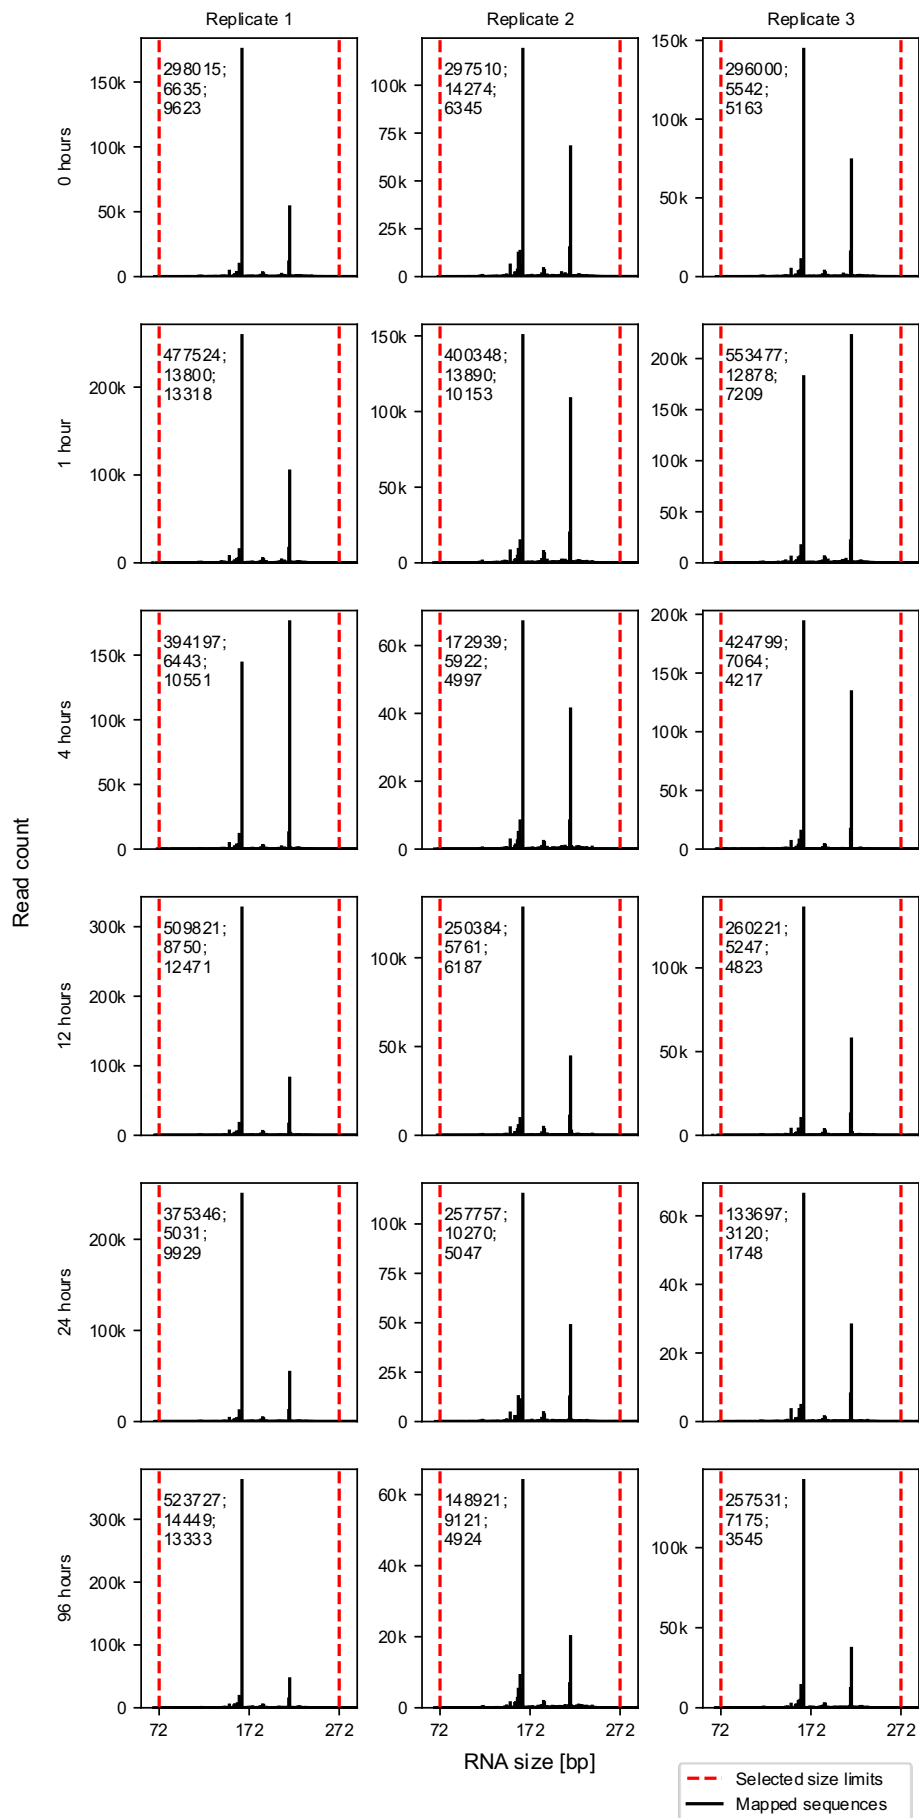 Replicate 1
Replicate 2
Replicate 3
0 hours
150k
100k
50k
0
298015;
6635;
9623
100k
75k
50k
25k
0
297510;
14274;
6345
150k
100k
50k
0
296000;
5542;
5163
1 hour
200k
100k
0
477524;
13800;
13318
150k
100k
50k
0
400348;
13890;
10153
200k
150k
100k
50k
0
553477;
12878;
7209
4 hours
150k
100k
50k
0
394197;
6443;
10551
60k
40k
20k
0
172939;
5922;
4997
200k
150k
100k
50k
0
424799;
7064;
4217
Read count
12 hours
300k
200k
100k
0
509821;
8750;
12471
100k
50k
0
250384;
5761;
6187
100k
50k
0
260221;
5247;
4823
24 hours
200k
100k
0
375346;
5031;
9929
100k
75k
50k
25k
0
257757;
10270;
5047
60k
40k
20k
0
133697;
3120;
1748
96 hours
300k
200k
100k
0
523727;
14449;
13333
60k
40k
20k
0
148921;
9121;
4924
100k
50k
0
257531;
7175;
3545
72 172 272
72 172 272
72 172 272
RNA size [bp]
Selected size limits
Mapped sequences